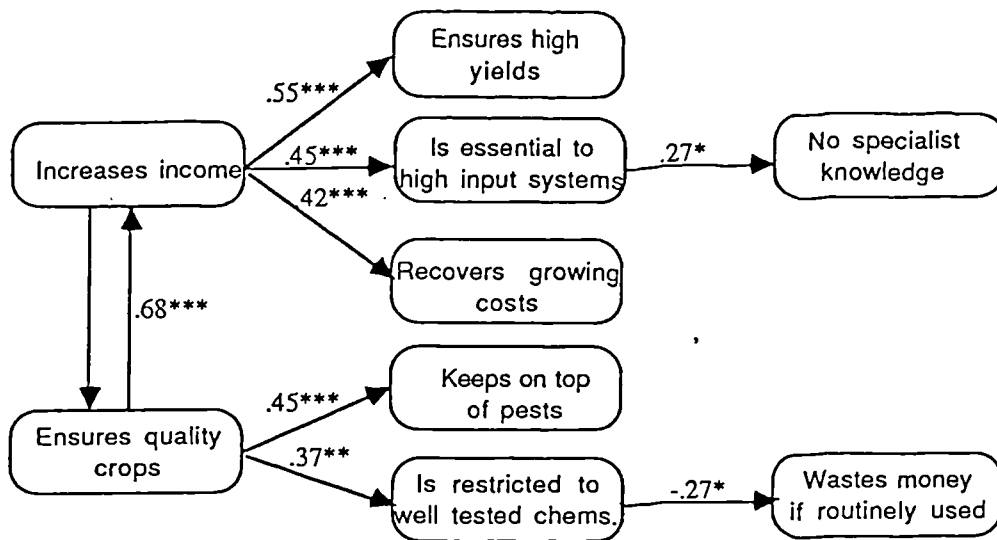 Ensures high
yields
.55***
Increases income
.45***
Is essential to
high input systems
.27*
No specialist
knowledge
.42***
Recovers growing
costs
.68***
Keeps on top
of pests
.45***
Ensures quality
crops
.37**
Is restricted to
well tested chems.
-.27*
Wastes money
if routinely used